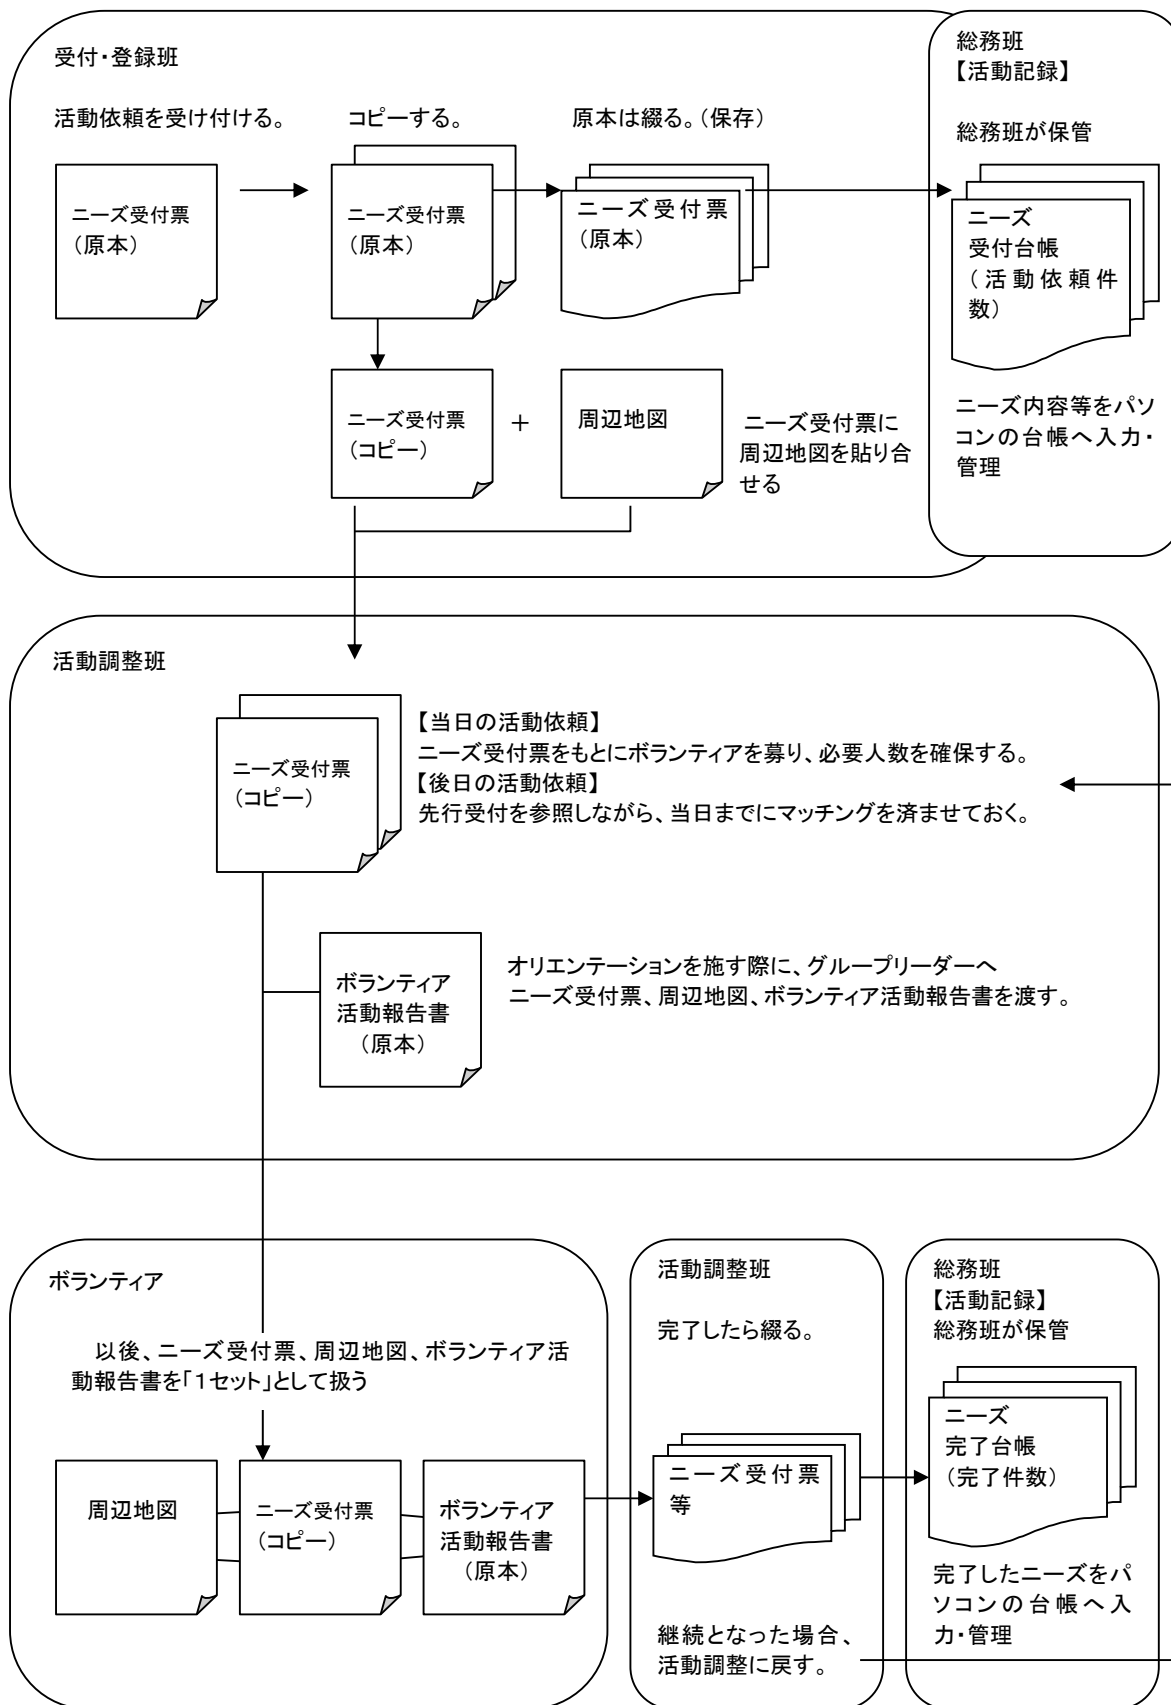 受付・登録班
活動依頼を受け付ける。
コピーする。
原本は綴る。（保存）
ニーズ受付票
（原本）
ニーズ受付票
（原本）
ニーズ受付票
（原本）
総務班
【活動記録】
総務班が保管
ニーズ
受付台帳
（活動依頼件
数）
ニーズ内容等をパソ
コンの台帳へ入力・
管理
ニーズ受付票
（コピー）
＋
周辺地図
ニーズ受付票に
周辺地図を貼り合
せる
活動調整班
ニーズ受付票
（コピー）
【当日の活動依頼】
ニーズ受付票をもとにボランティアを募り、必要人数を確保する。
【後日の活動依頼】
先行受付を参照しながら、当日までにマッチングを済ませておく。
ボランティア
活動報告書
（原本）
オリエンテーションを施す際に、グループリーダーへ
ニーズ受付票、周辺地図、ボランティア活動報告書を渡す。
ボランティア
以後、ニーズ受付票、周辺地図、ボランティア活
動報告書を「１セット」として扱う
周辺地図
ニーズ受付票
（コピー）
ボランティア
活動報告書
（原本）
活動調整班
完了したら綴る。
ニーズ受付票
等
継続となった場合、
活動調整に戻す。
総務班
【活動記録】
総務班が保管
ニーズ
完了台帳
（完了件数）
完了したニーズをパ
ソコンの台帳へ入
力・管理